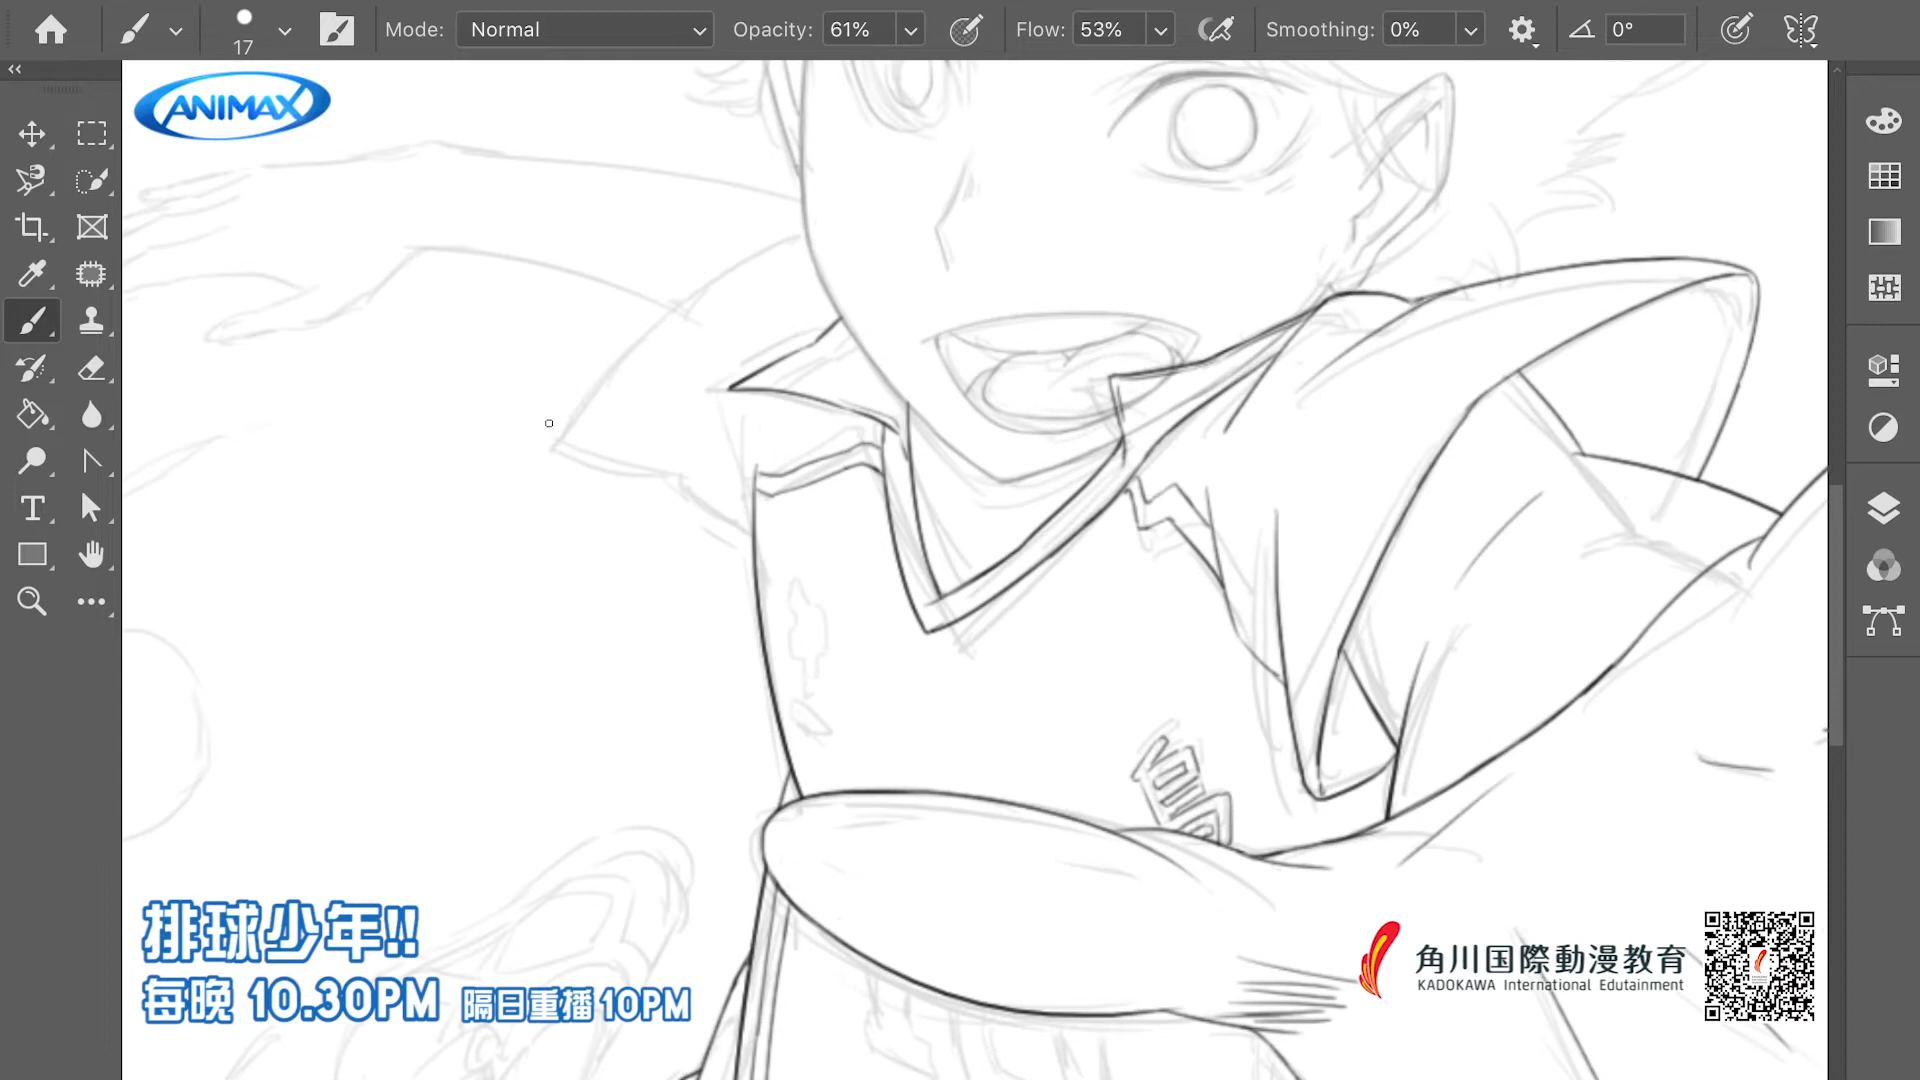 17
Mode: Normal
Opacity: 61%
Flow: 53%
Smoothing: 0%
0°
ANIMAX
排球少年!!
每晚 10.30PM 隔日重播 10PM
角川国際動漫教育
KADOKAWA International Edutainment